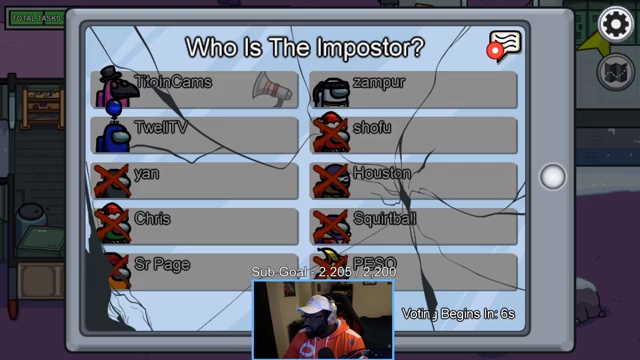 TOTAL TASKS
Who Is The Impostor?
TitoInCams
zampur
TwellTV
shofu
yan
Houston
Chris
Squirtball
Sr Page
PESO
Sub-Goal - 2,205 / 2,200
Voting Begins In: 6s